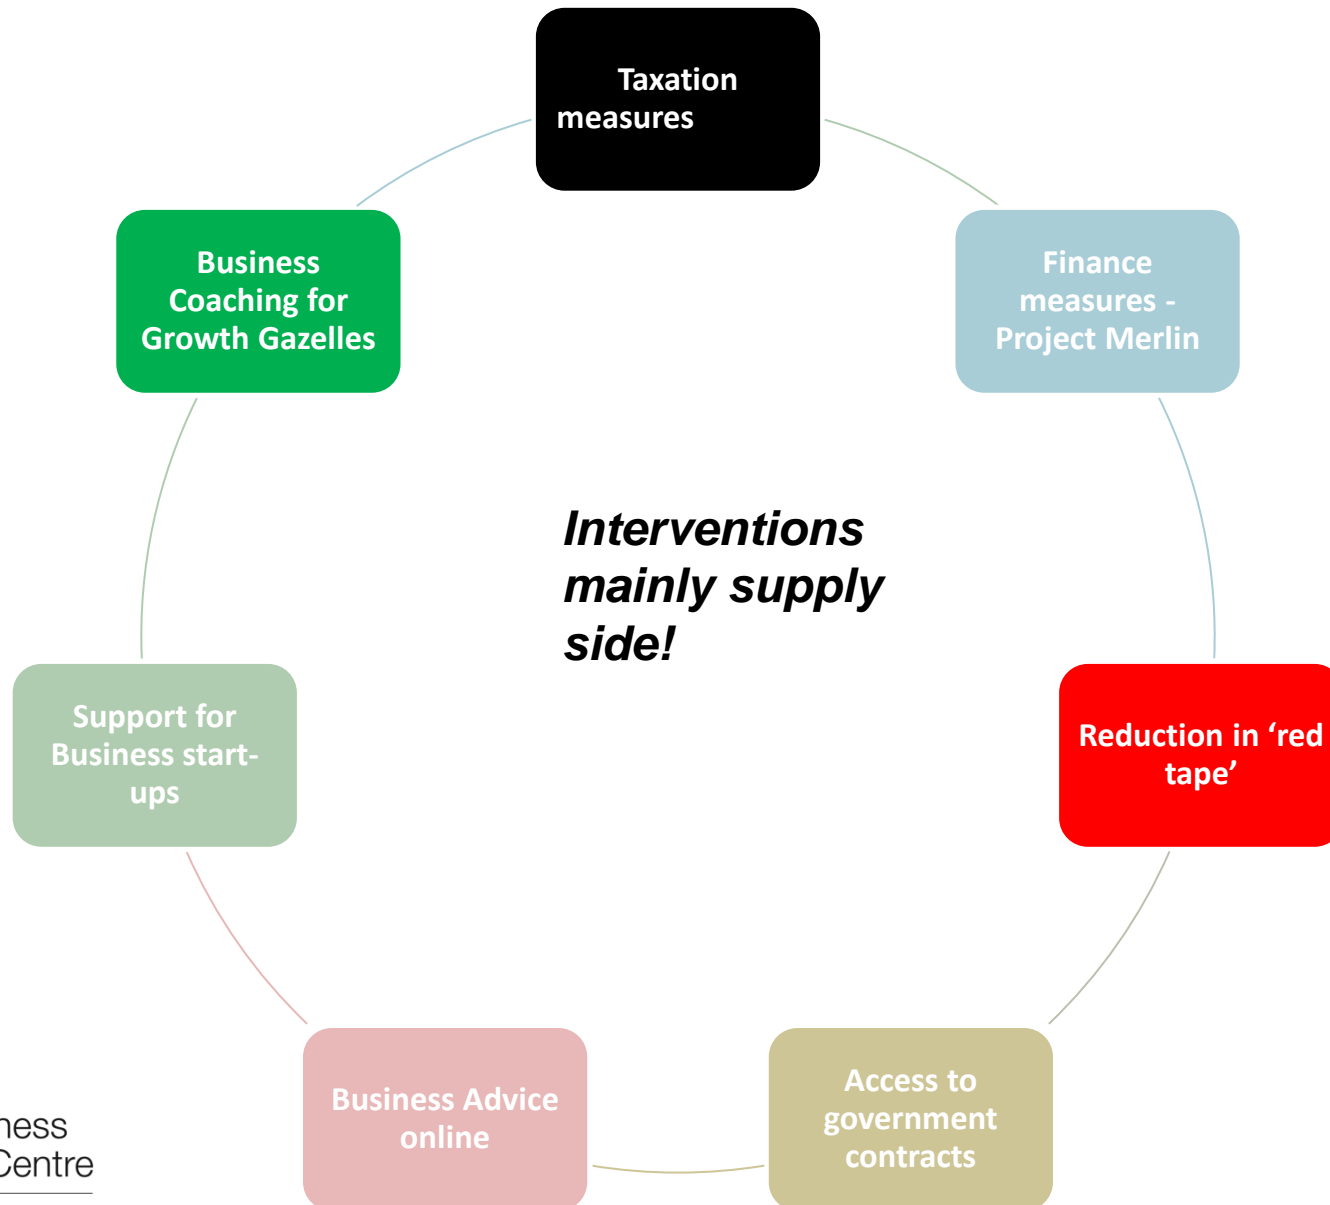 Taxation
measures
Business
Coaching for
Growth Gazelles
Finance
measures -
Project Merlin
Interventions
mainly supply
side!
Support for
Business start-
ups
Reduction in ‘red
tape’
Business Advice
online
Access to
government
contracts
ness
Centre